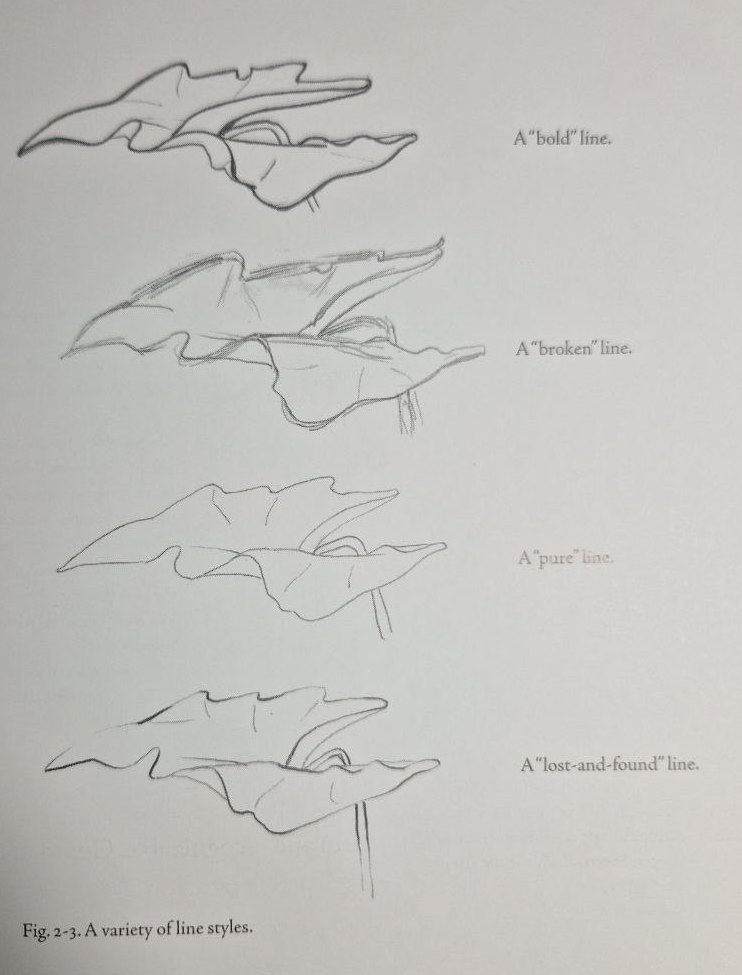 A "bold" line.
A "broken" line.
A "pure" line.
A "lost-and-found" line.
Fig. 2-3. A variety of line styles.